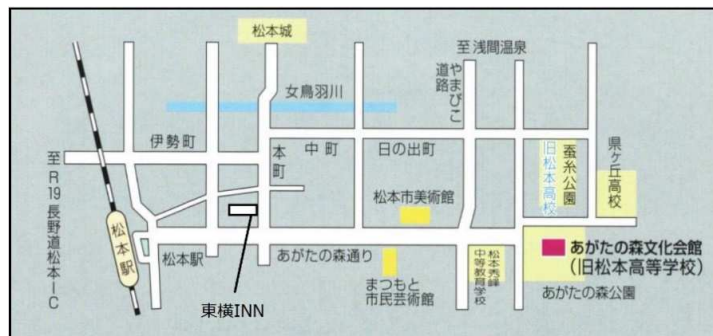 松本城
至浅間温泉
やまびこ
道路
女鳥羽川
伊勢町
本町
中町
日の出町
旧松本高校
蚕糸公園
県ヶ丘高校
至R19長野道松本IC
松本市美術館
松本駅
松本駅
あがたの森通り
松本秀峰
中等教育学校
あがたの森文化会館
(旧松本高等学校)
まつもと
市民芸術館
あがたの森公園
東横INN